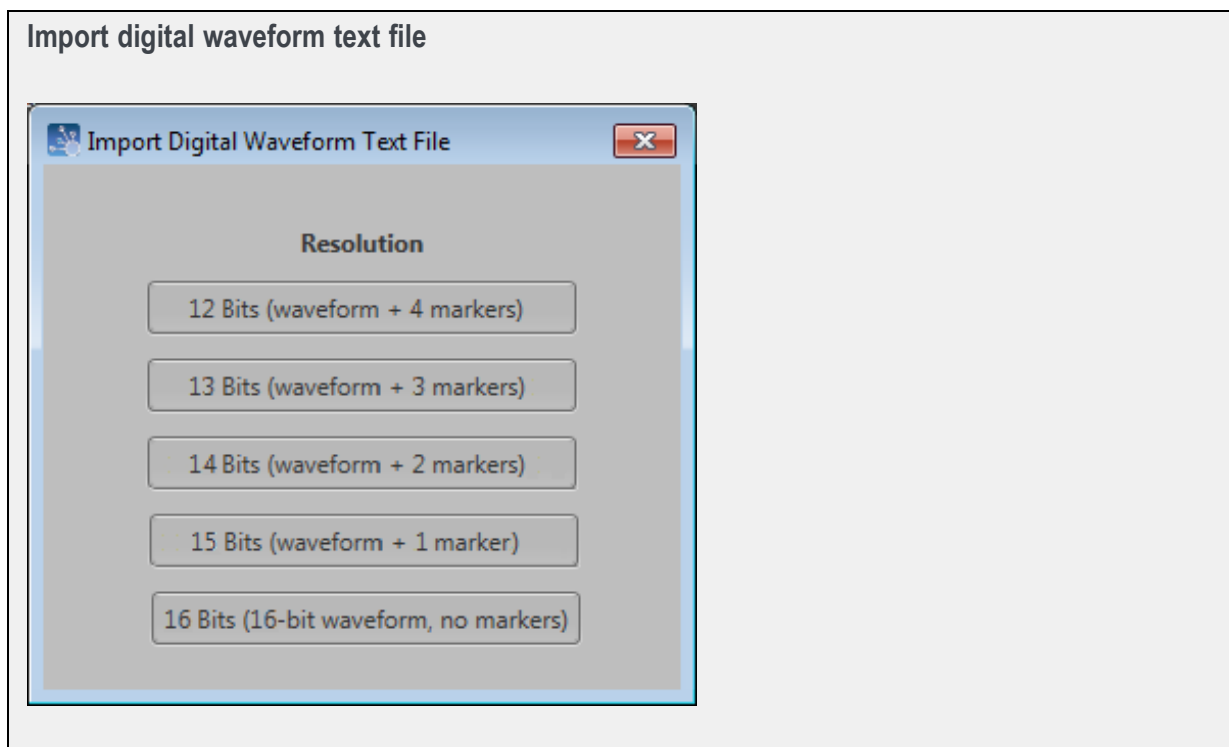 Import digital waveform text file
Import Digital Waveform Text File
Resolution
12 Bits (waveform + 4 markers)
13 Bits (waveform + 3 markers)
14 Bits (waveform + 2 markers)
15 Bits (waveform + 1 marker)
16 Bits (16-bit waveform, no markers)